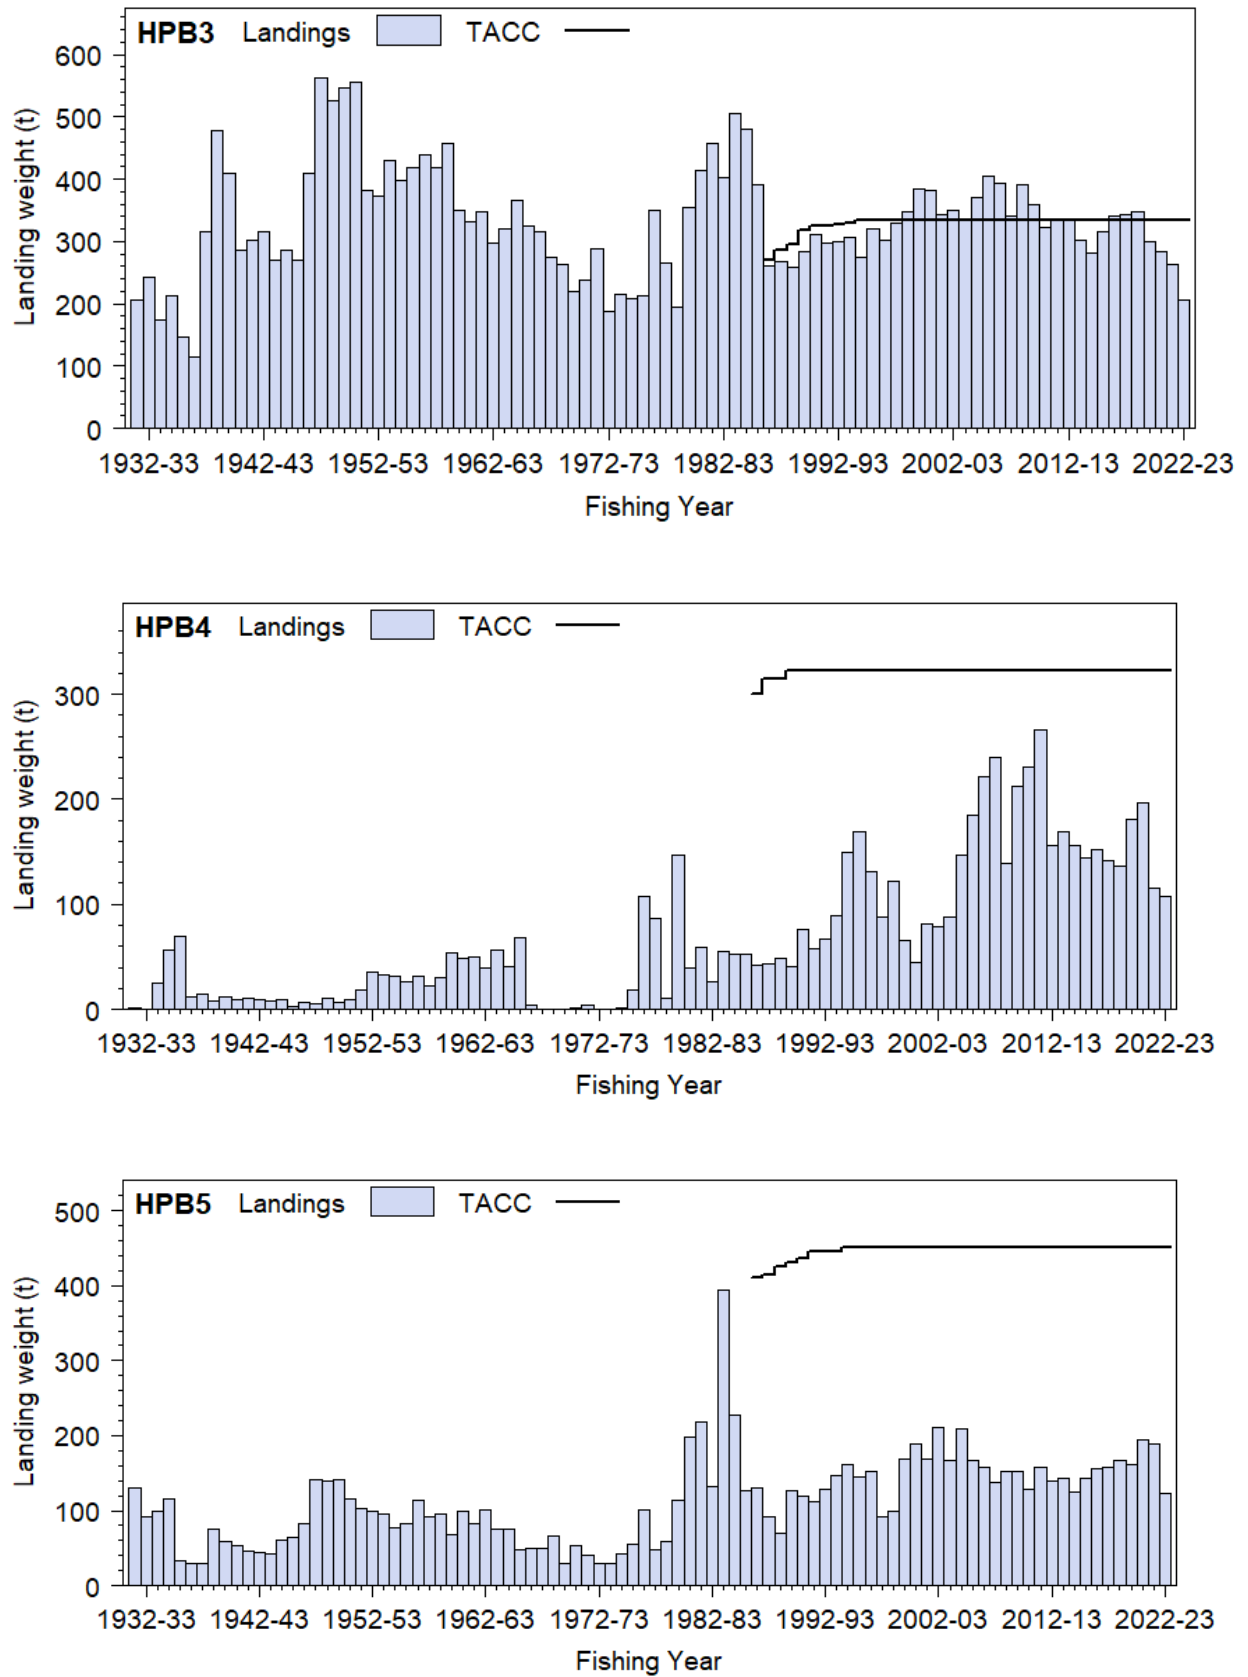 HPB3 Landings TACC
Landing weight (t)
600
500
400
300
200
100
0
1932-33 1942-43 1952-53 1962-63 1972-73 1982-83 1992-93 2002-03 2012-13 2022-23
Fishing Year
HPB4 Landings TACC
Landing weight (t)
300
200
100
0
1932-33 1942-43 1952-53 1962-63 1972-73 1982-83 1992-93 2002-03 2012-13 2022-23
Fishing Year
HPB5 Landings TACC
Landing weight (t)
500
400
300
200
100
0
1932-33 1942-43 1952-53 1962-63 1972-73 1982-83 1992-93 2002-03 2012-13 2022-23
Fishing Year